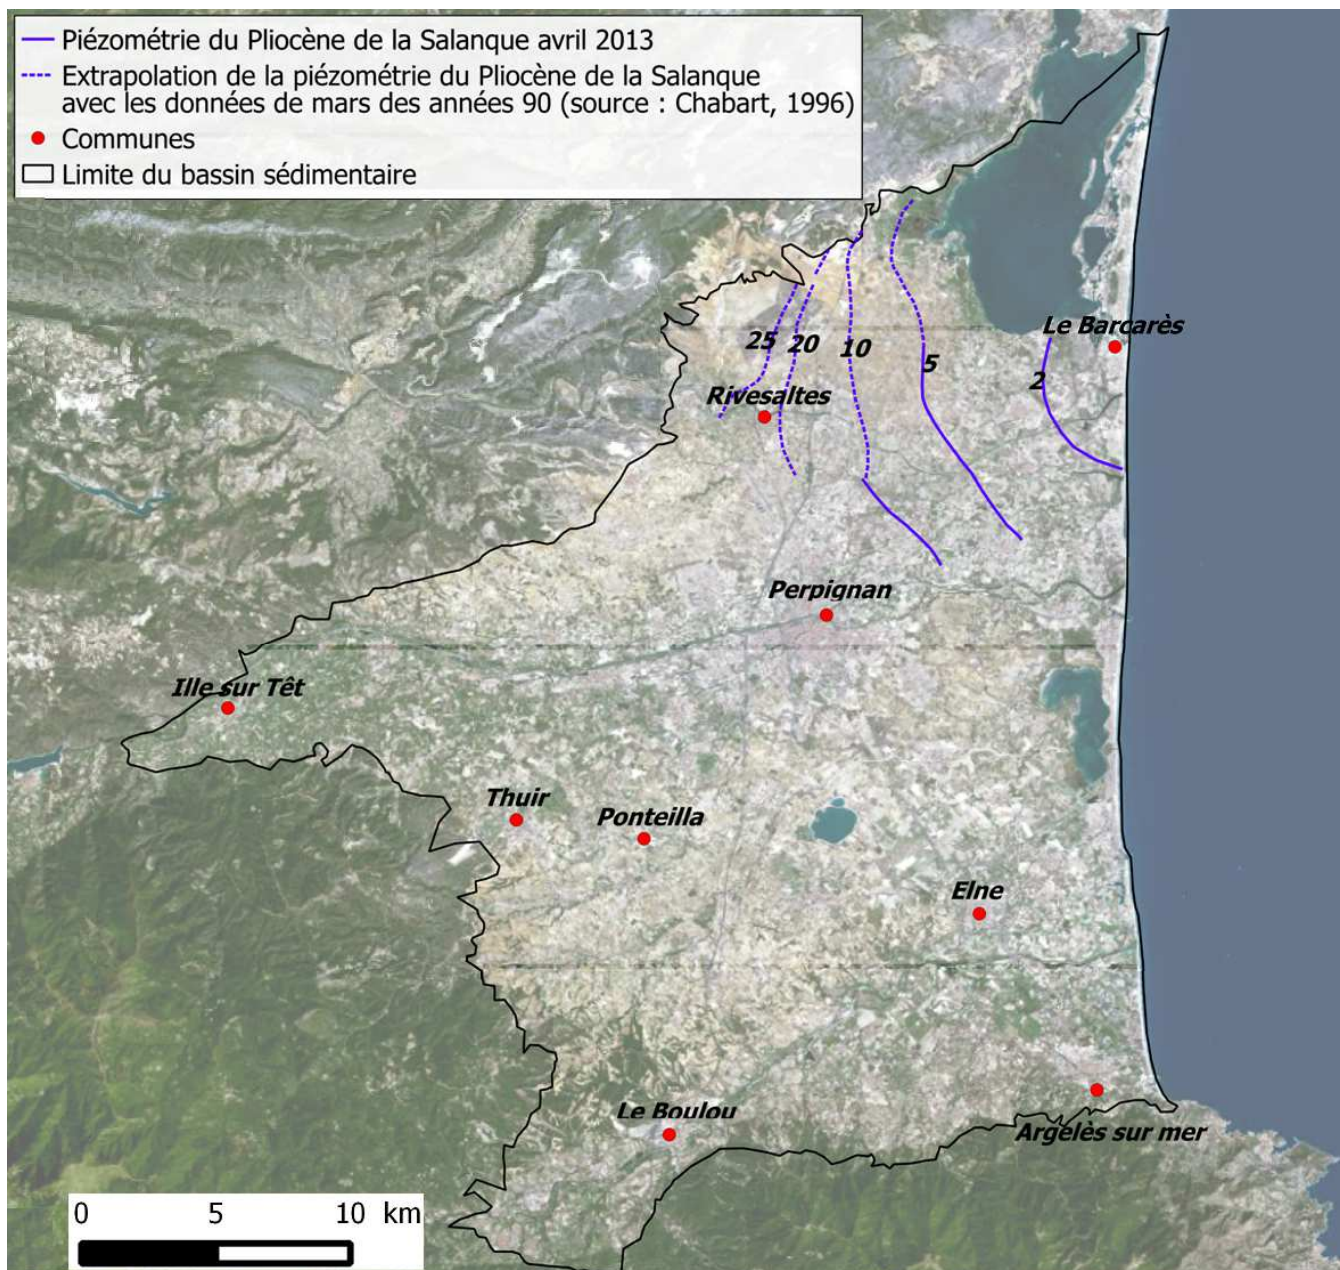 Piézométrie du Pliocène de la Salanque avril 2013
Extrapolation de la piézométrie du Pliocène de la Salanque
avec les données de mars des années 90 (source : Chabart, 1996)
Communes
Limite du bassin sédimentaire
Le Barcarès
25
20
10
5
2
Rivesaltes
Perpignan
Ille sur Têt
Thuir
Ponteilla
Elne
Le Boulou
Argelès sur mer
0 5 10 km